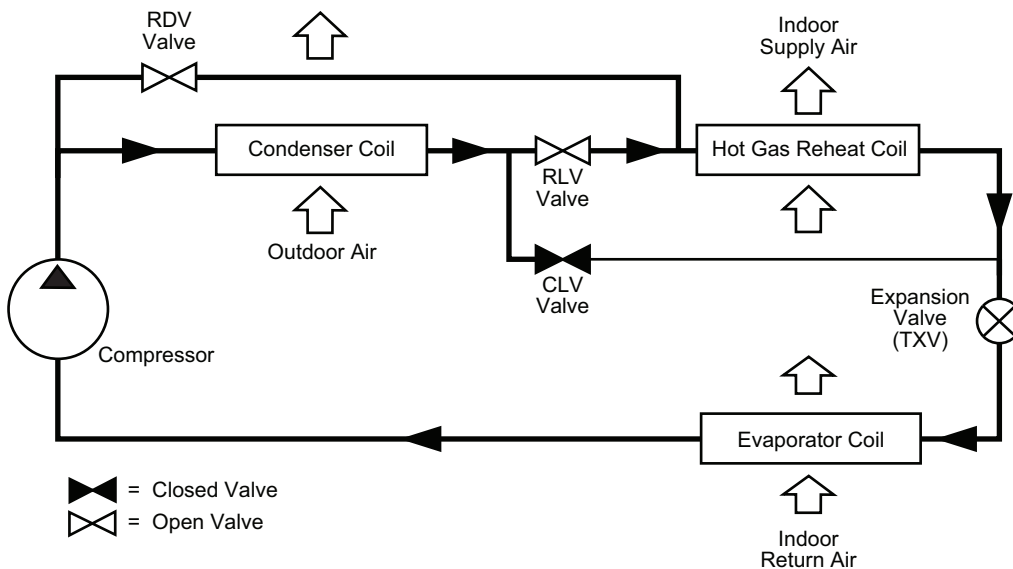 RDV
Valve
Indoor
Supply Air
Condenser Coil
RLV
Valve
Hot Gas Reheat Coil
Outdoor Air
CLV
Valve
Expansion
Valve
(TXV)
Compressor
Evaporator Coil
= Closed Valve
= Open Valve
Indoor
Return Air